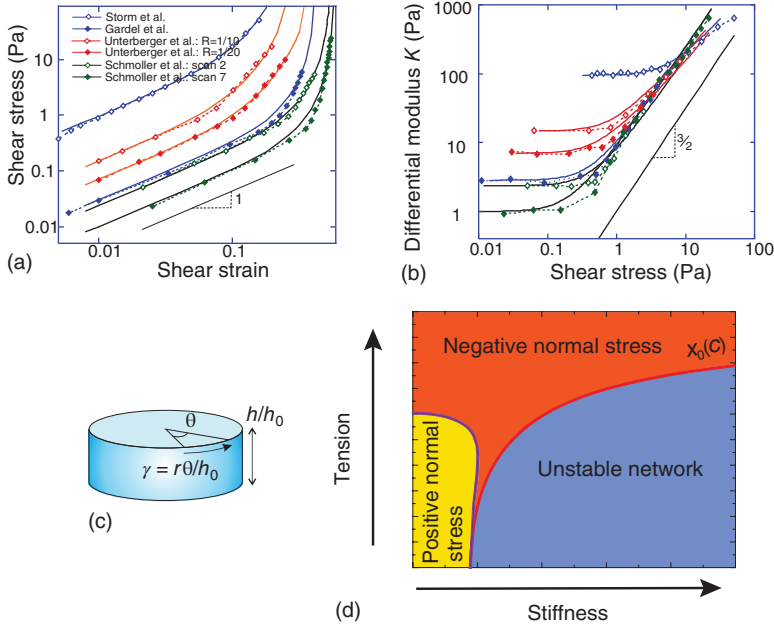 Shear stress (Pa)
100
10
1
0.1
0.01
Storm et al.
Gardel et al.
Unterberger et al.: R=1/10
Unterberger et al.: R=1/20
Schmoller et al.: scan 2
Schmoller et al.: scan 7
1
0.01
0.1
Shear strain
(a)
Differential modulus K (Pa)
1000
100
10
1
3/2
0.01
0.1
1
10
100
Shear stress (Pa)
(b)
θ
h/h₀
γ = rθ/h₀
(c)
Tension
Negative normal stress
x₀(c)
Positive normal
stress
Unstable network
Stiffness
(d)